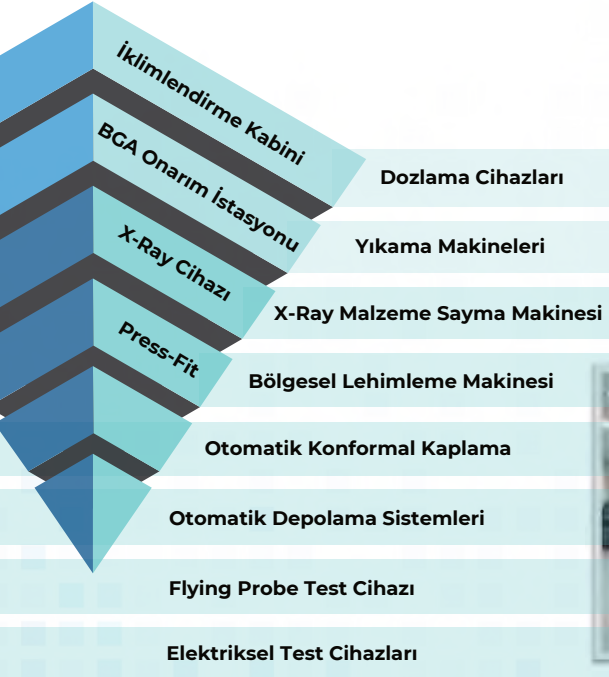 İklimlendirme Kabini
BGA Onarım İstasyonu
X-Ray Cihazı
Press-Fit
Dozlama Cihazları
Yıkama Makineleri
X-Ray Malzeme Sayma Makinesi
Bölgesel Lehimleme Makinesi
Otomatik Konformal Kaplama
Otomatik Depolama Sistemleri
Flying Probe Test Cihazı
Elektriksel Test Cihazları